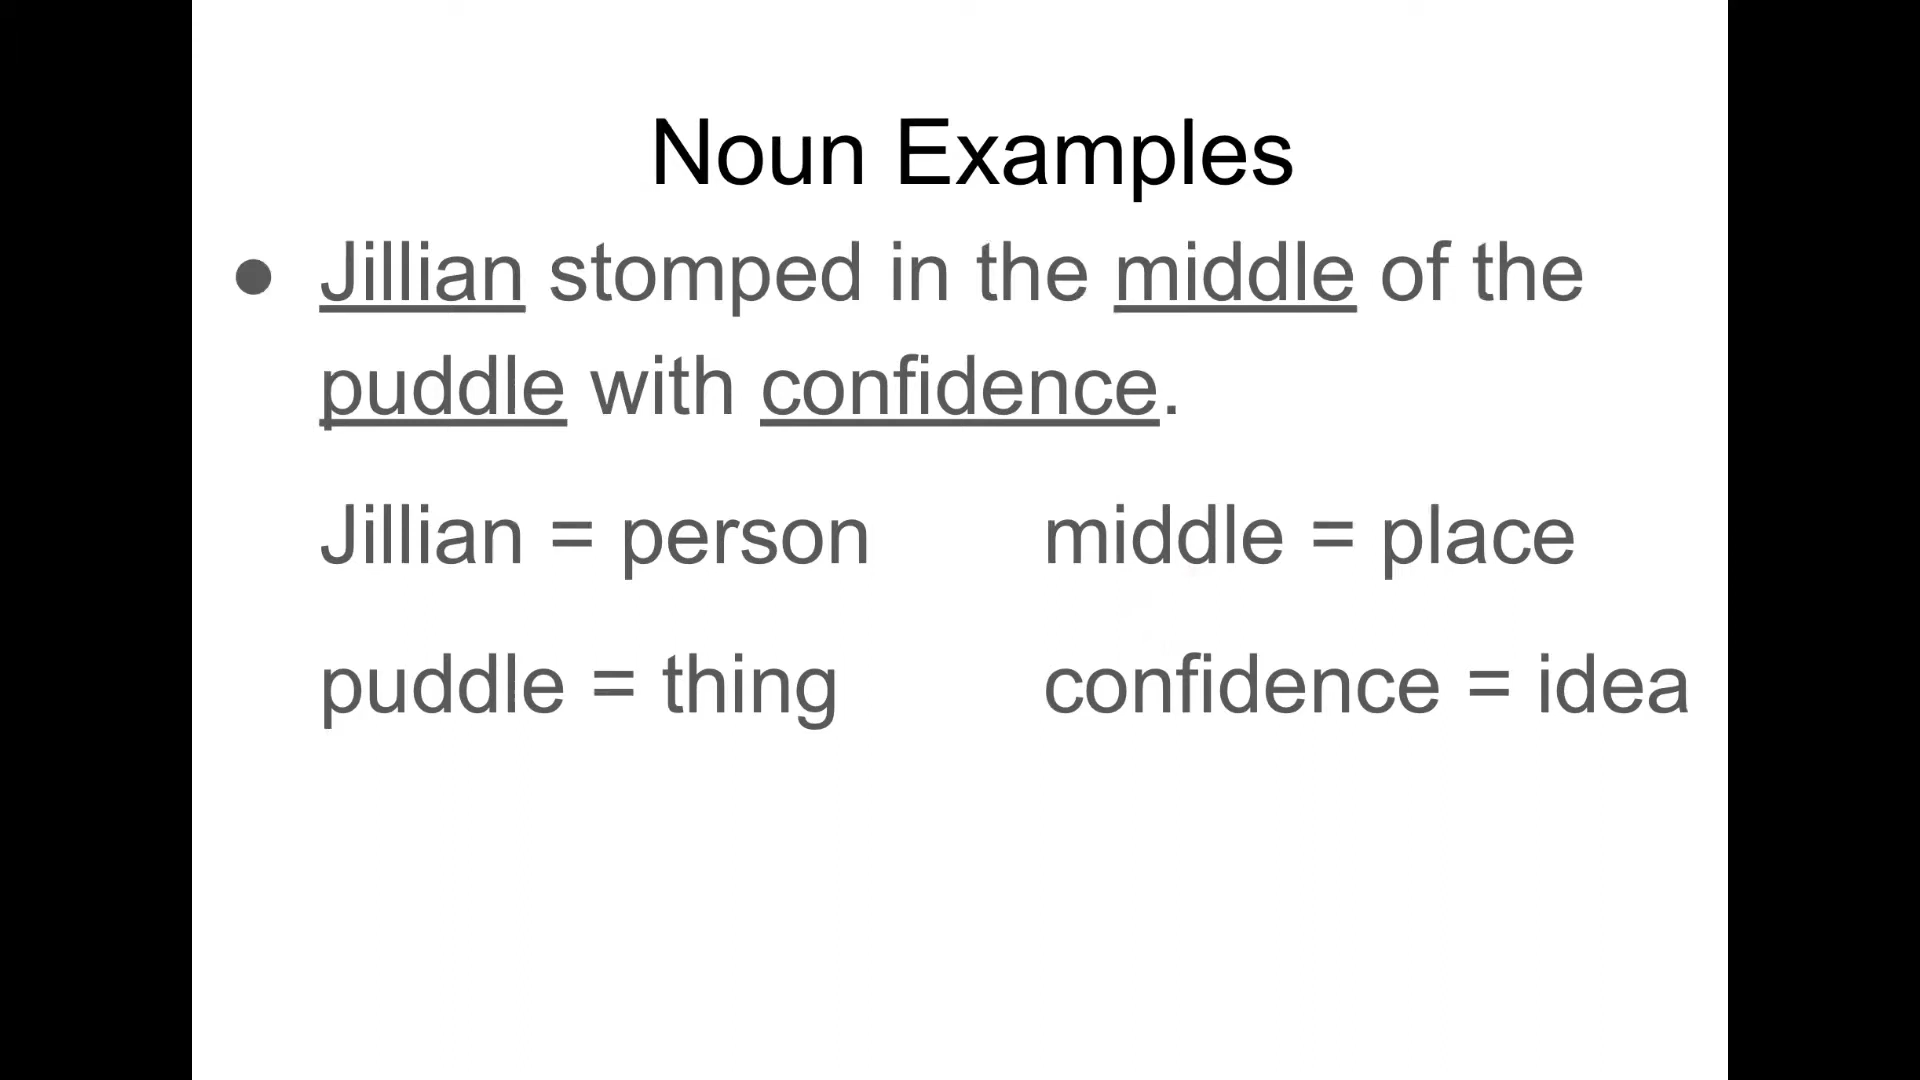 Noun Examples
● Jillian stomped in the middle of the
puddle with confidence.
Jillian = person middle = place
puddle = thing confidence = idea